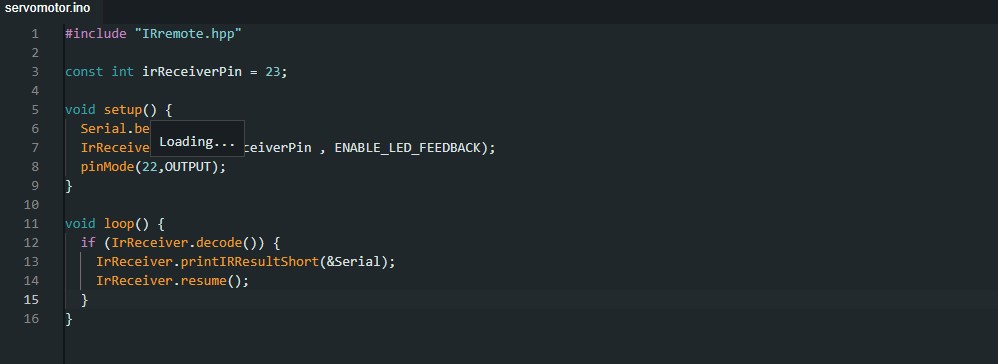 servomotor.ino
1 #include "IRremote.hpp"
2
3 const int irReceiverPin = 23;
4
5 void setup() {
6 Serial.be
Loading...
7 IrReceive ceiverPin , ENABLE_LED_FEEDBACK);
8 pinMode(22,OUTPUT);
9 }
10
11 void loop() {
12 if (IrReceiver.decode()) {
13 IrReceiver.printIRResultShort(&Serial);
14 IrReceiver.resume();
15 }
16 }